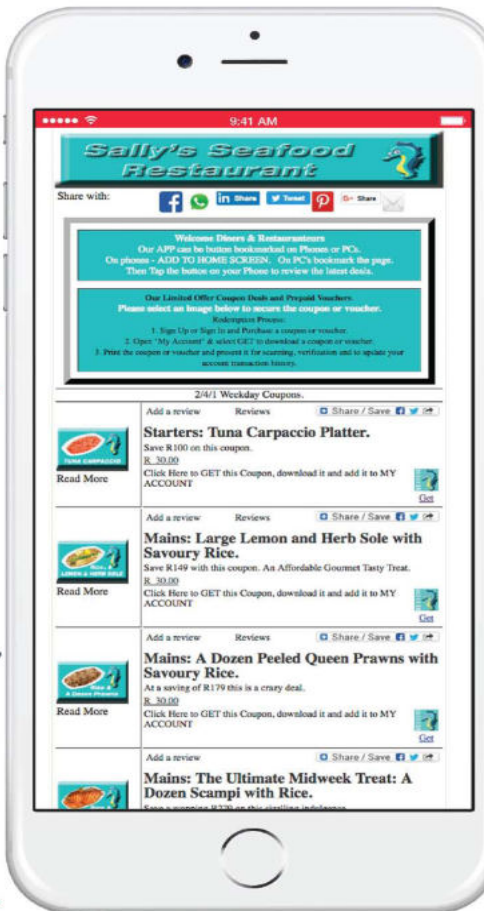 9:41 AM
Sally's Seafood
Restaurant
Share with:
in Share
Tweet
G+ Share
Welcome Diners & Restauranteurs
Our APP can be button bookmarked on Phones or PCs.
On phones - ADD TO HOME SCREEN. On PC's bookmark the page.
Then Tap the button on your Phone to review the latest deals.
Our Limited Offer Coupon Deals and Prepaid Vouchers
Please select an Image below to secure the coupon or voucher.
Redemption Process:
1. Sign Up or Sign In and Purchase a coupon or voucher.
2. Open "My Account" & select GET to download a coupon or voucher.
3. Print the coupon or voucher and present it for scanning, verification and to update your
account transaction history.
2/4/1 Weekday Coupons.
Add a review Reviews Share / Save
TUNA CARPACCIO
Read More
Starters: Tuna Carpaccio Platter.
Save R100 on this coupon.
R 30.00
Click Here to GET this Coupon, download it and add it to MY
ACCOUNT
Get
Add a review Reviews Share / Save
Rice &
LEMON & HERB SOLE
Read More
Mains: Large Lemon and Herb Sole with
Savoury Rice.
Save R149 with this coupon. An Affordable Gourmet Tasty Treat.
R 30.00
Click Here to GET this Coupon, download it and add it to MY
ACCOUNT
Get
Add a review Reviews Share / Save
Rice &
A Dozen Prawns
Read More
Mains: A Dozen Peeled Queen Prawns with
Savoury Rice.
At a saving of R179 this is a crazy deal.
R 30.00
Click Here to GET this Coupon, download it and add it to MY
ACCOUNT
Get
Add a review Reviews Share / Save
Mains: The Ultimate Midweek Treat: A
Dozen Scampi with Rice.